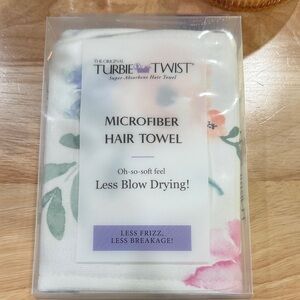 THE ORIGINAL
TURBIE TWIST
Super Absorbent Hair Towel
MICROFIBER
HAIR TOWEL
Oh-so-soft feel
Less Blow Drying!
LESS FRIZZ,
LESS BREAKAGE!